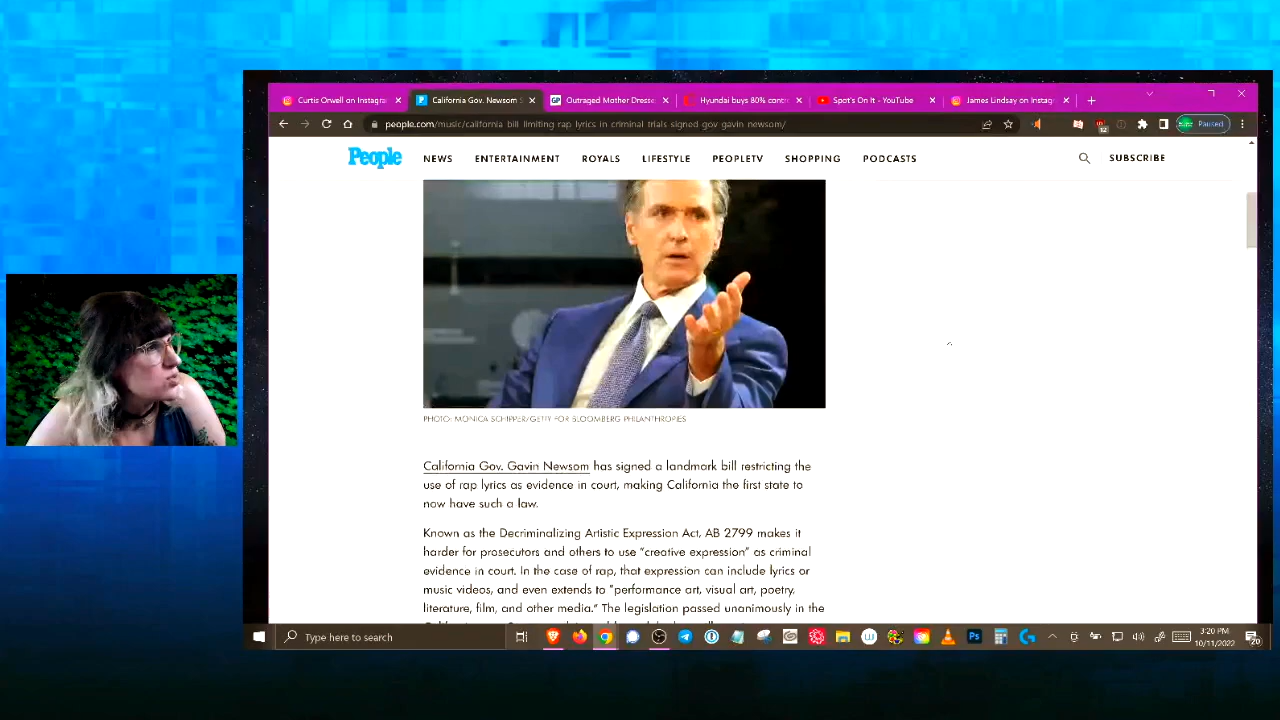 Curtis Orwell on Instagra
California Gov. Newsom S
GP Outraged Mother Dresse
Hyundai buys 80% cont
Spot's On It - YouTube
James Lindsay on Instag
people.com/music/california-bill-limiting-rap-lyrics-in-criminal-trials-signed-gov-gavin-newsom/
12
Paused
People
NEWS ENTERTAINMENT ROYALS LIFESTYLE PEOPLETV SHOPPING PODCASTS
SUBSCRIBE
PHOTO: MONICA SCHIPPER/GETTY FOR BLOOMBERG PHILANTHROPIES
California Gov. Gavin Newsom has signed a landmark bill restricting the
use of rap lyrics as evidence in court, making California the first state to
now have such a law.
Known as the Decriminalizing Artistic Expression Act, AB 2799 makes it
harder for prosecutors and others to use "creative expression" as criminal
evidence in court. In the case of rap, that expression can include lyrics or
music videos, and even extends to "performance art, visual art, poetry,
literature, film, and other media." The legislation passed unanimously in the
Type here to search
Ps
3:20 PM
10/11/2022
20